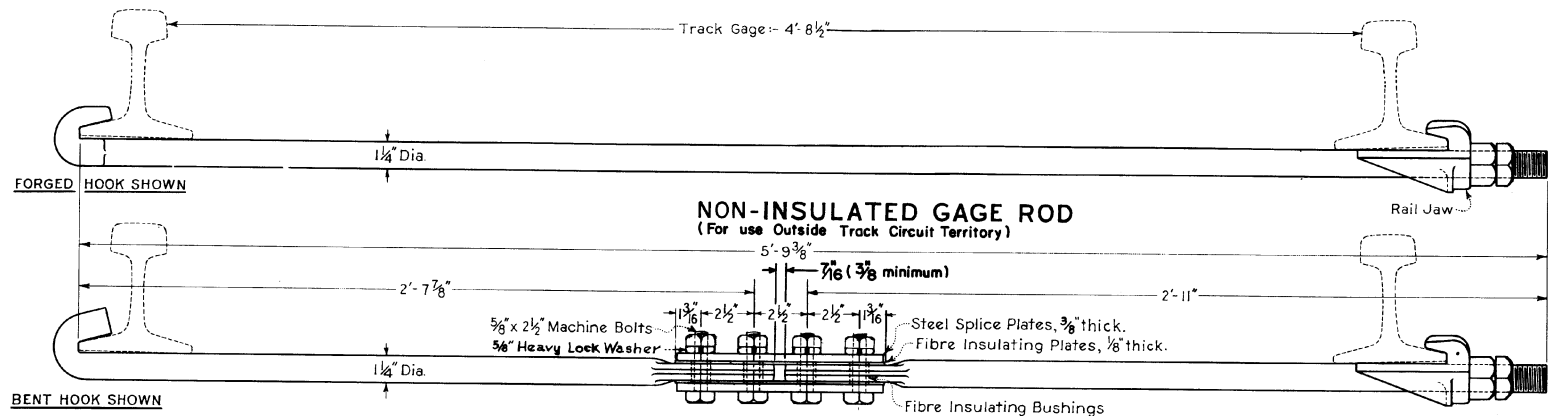 Track Gage:- 4'-8½"
1¼" Dia.
FORGED HOOK SHOWN
Rail Jaw
NON-INSULATED GAGE ROD
(For use Outside Track Circuit Territory)
5'-9⅜"
7/16" (⅜" minimum)
2'-7⅞"
2'-11"
1 3/16" 2½" 2½" 2½" 1 3/16"
⅝" x 2½" Machine Bolts
Steel Splice Plates, ⅜" thick.
⅝" Heavy Lock Washer
Fibre Insulating Plates, ⅛" thick.
1¼" Dia.
BENT HOOK SHOWN
Fibre Insulating Bushings